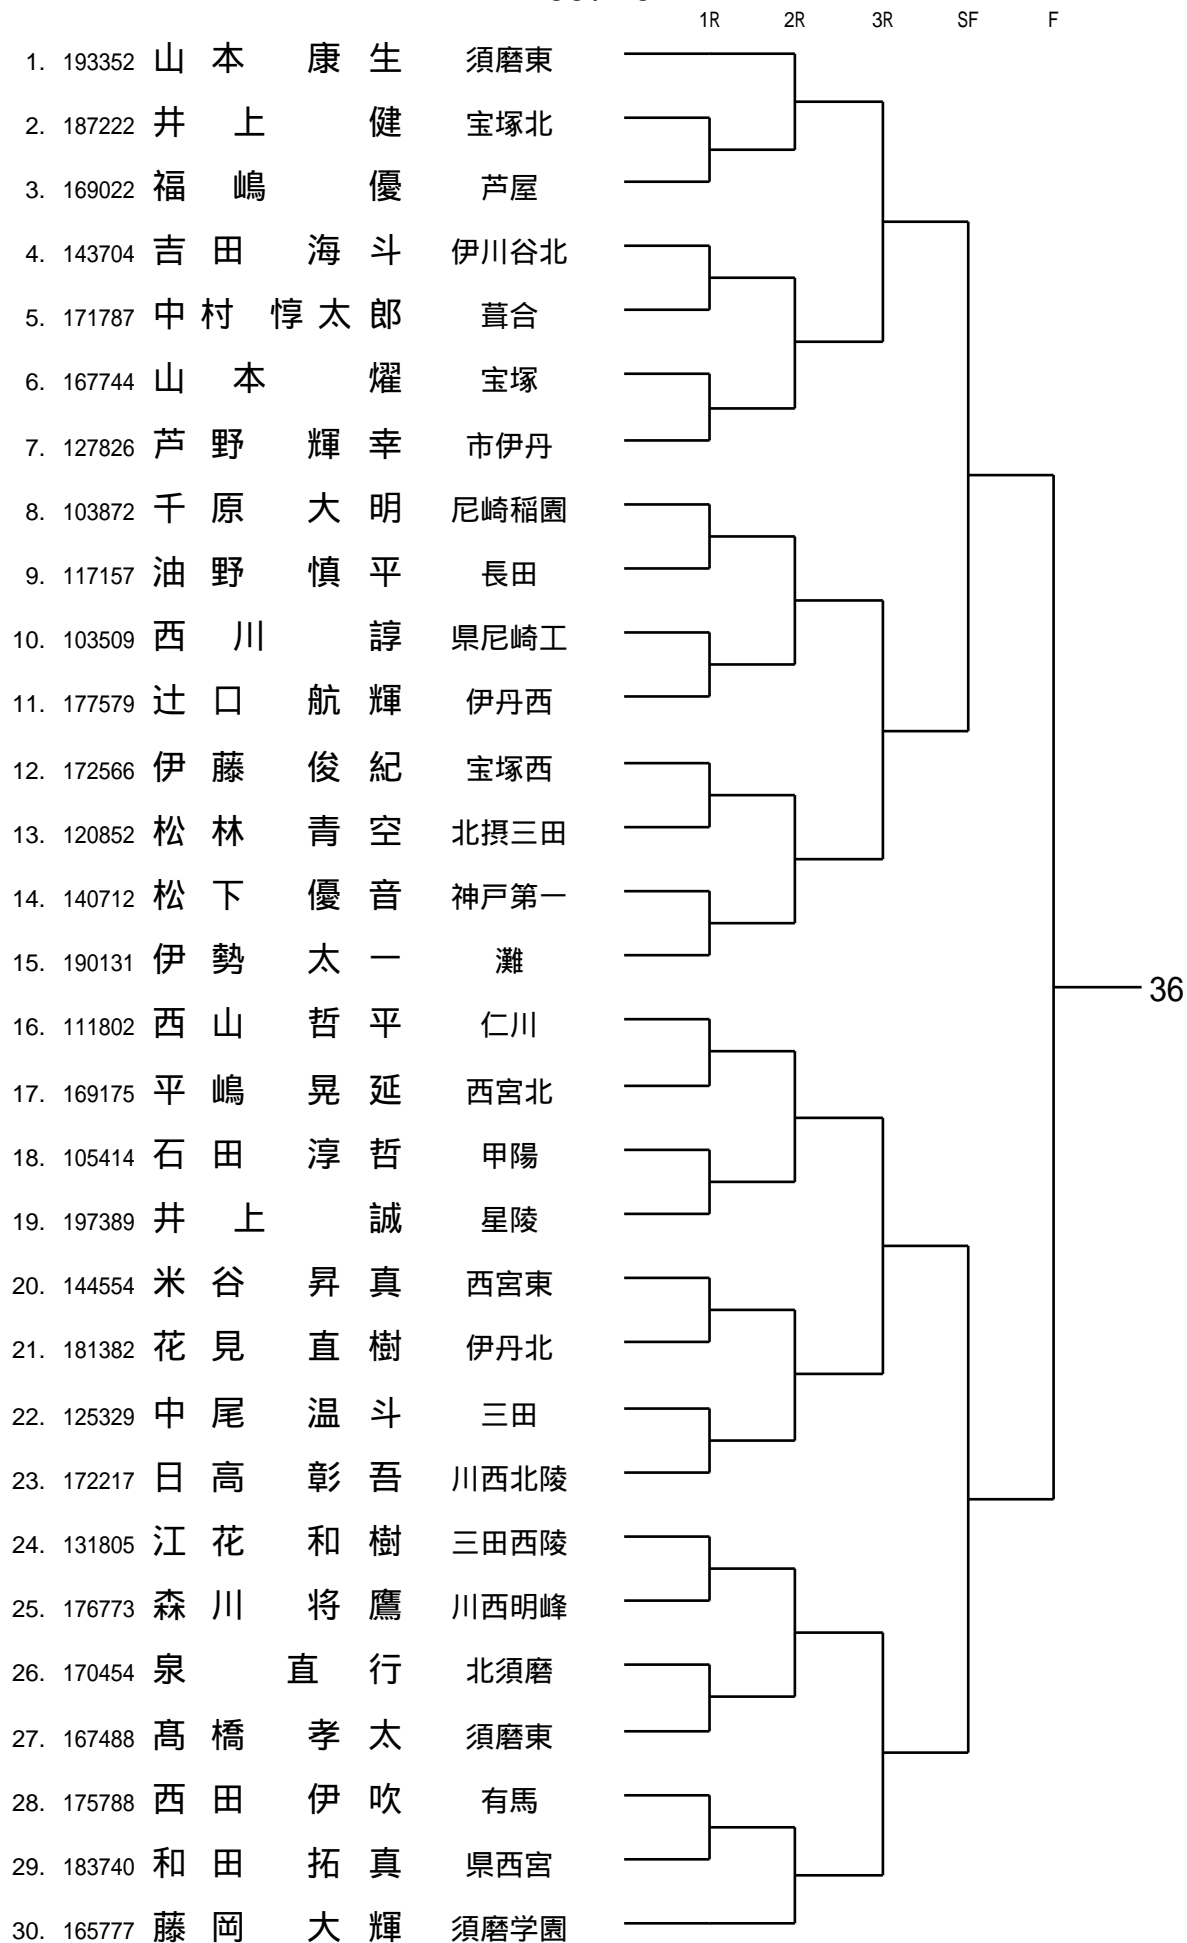 1R 2R 3R SF F
1. 193352 山本 康生 須磨東
2. 187222 井上 健 宝塚北
3. 169022 福嶋 優 芦屋
4. 143704 吉田 海斗 伊川谷北
5. 171787 中村 惇太郎 葺合
6. 167744 山本 燿 宝塚
7. 127826 芦野 輝幸 市伊丹
8. 103872 千原 大明 尼崎稲園
9. 117157 油野 慎平 長田
10. 103509 西川 諄 県尼崎工
11. 177579 辻口 航輝 伊丹西
12. 172566 伊藤 俊紀 宝塚西
13. 120852 松林 青空 北摂三田
14. 140712 松下 優音 神戸第一
15. 190131 伊勢 太一 灘
36
16. 111802 西山 哲平 仁川
17. 169175 平嶋 晃延 西宮北
18. 105414 石田 淳哲 甲陽
19. 197389 井上 誠 星陵
20. 144554 米谷 昇真 西宮東
21. 181382 花見 直樹 伊丹北
22. 125329 中尾 温斗 三田
23. 172217 日高 彰吾 川西北陵
24. 131805 江花 和樹 三田西陵
25. 176773 森川 将鷹 川西明峰
26. 170454 泉 直行 北須磨
27. 167488 髙橋 孝太 須磨東
28. 175788 西田 伊吹 有馬
29. 183740 和田 拓真 県西宮
30. 165777 藤岡 大輝 須磨学園